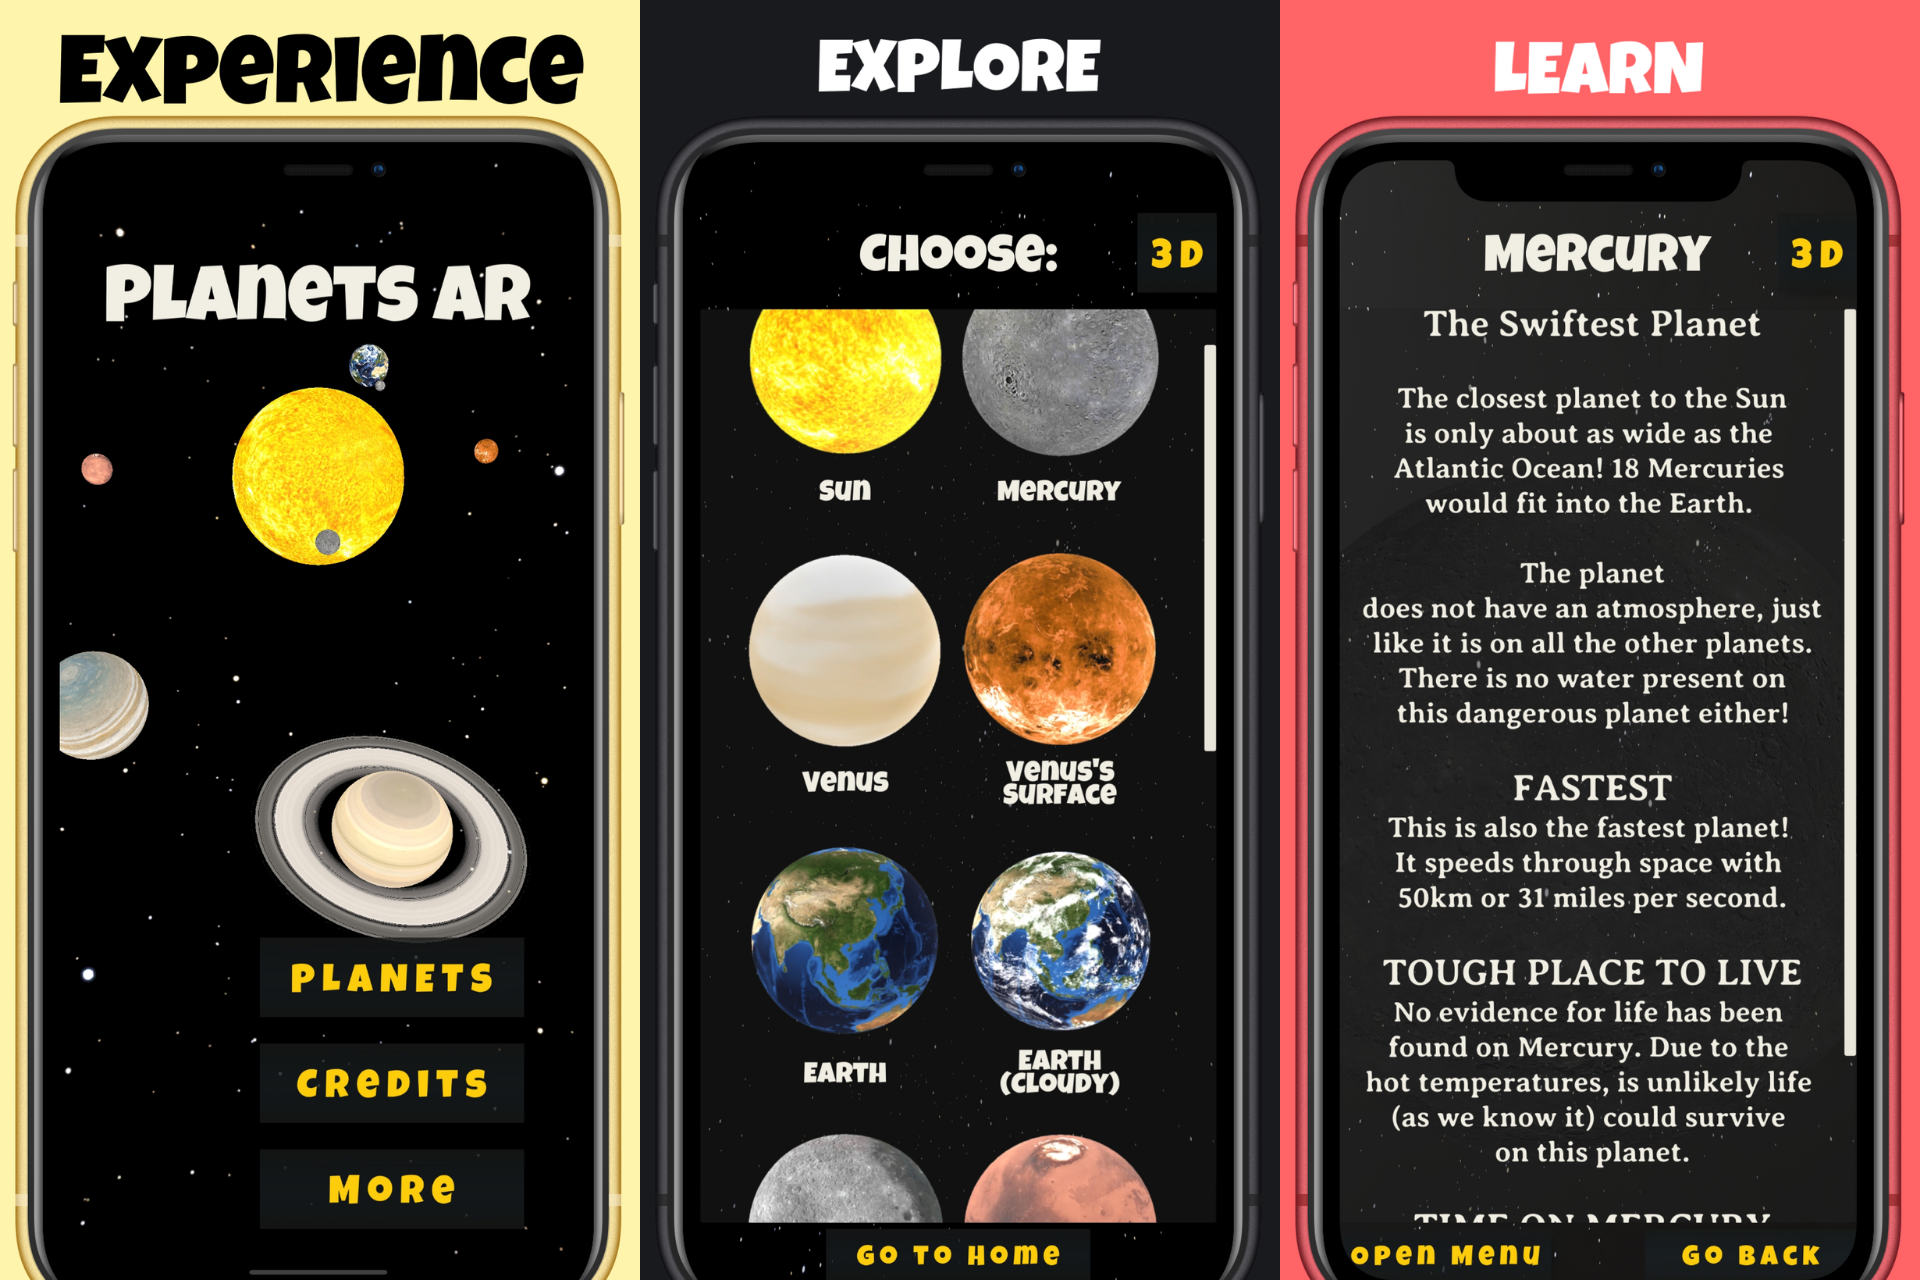 EXPERIENCE
PLANETS AR
PLANETS
CREDITS
MORE
EXPLORE
CHOOSE:
3D
SUN
MERCURY
VENUS
VENUS'S
SURFACE
EARTH
EARTH
(CLOUDY)
GO TO HOME
LEARN
MERCURY
3D
The Swiftest Planet
The closest planet to the Sun
is only about as wide as the
Atlantic Ocean! 18 Mercuries
would fit into the Earth.
The planet
does not have an atmosphere, just
like it is on all the other planets.
There is no water present on
this dangerous planet either!
FASTEST
This is also the fastest planet!
It speeds through space with
50km or 31 miles per second.
TOUGH PLACE TO LIVE
No evidence for life has been
found on Mercury. Due to the
hot temperatures, is unlikely life
(as we know it) could survive
on this planet.
TIME ON MERCURY
OPEN MENU
GO BACK